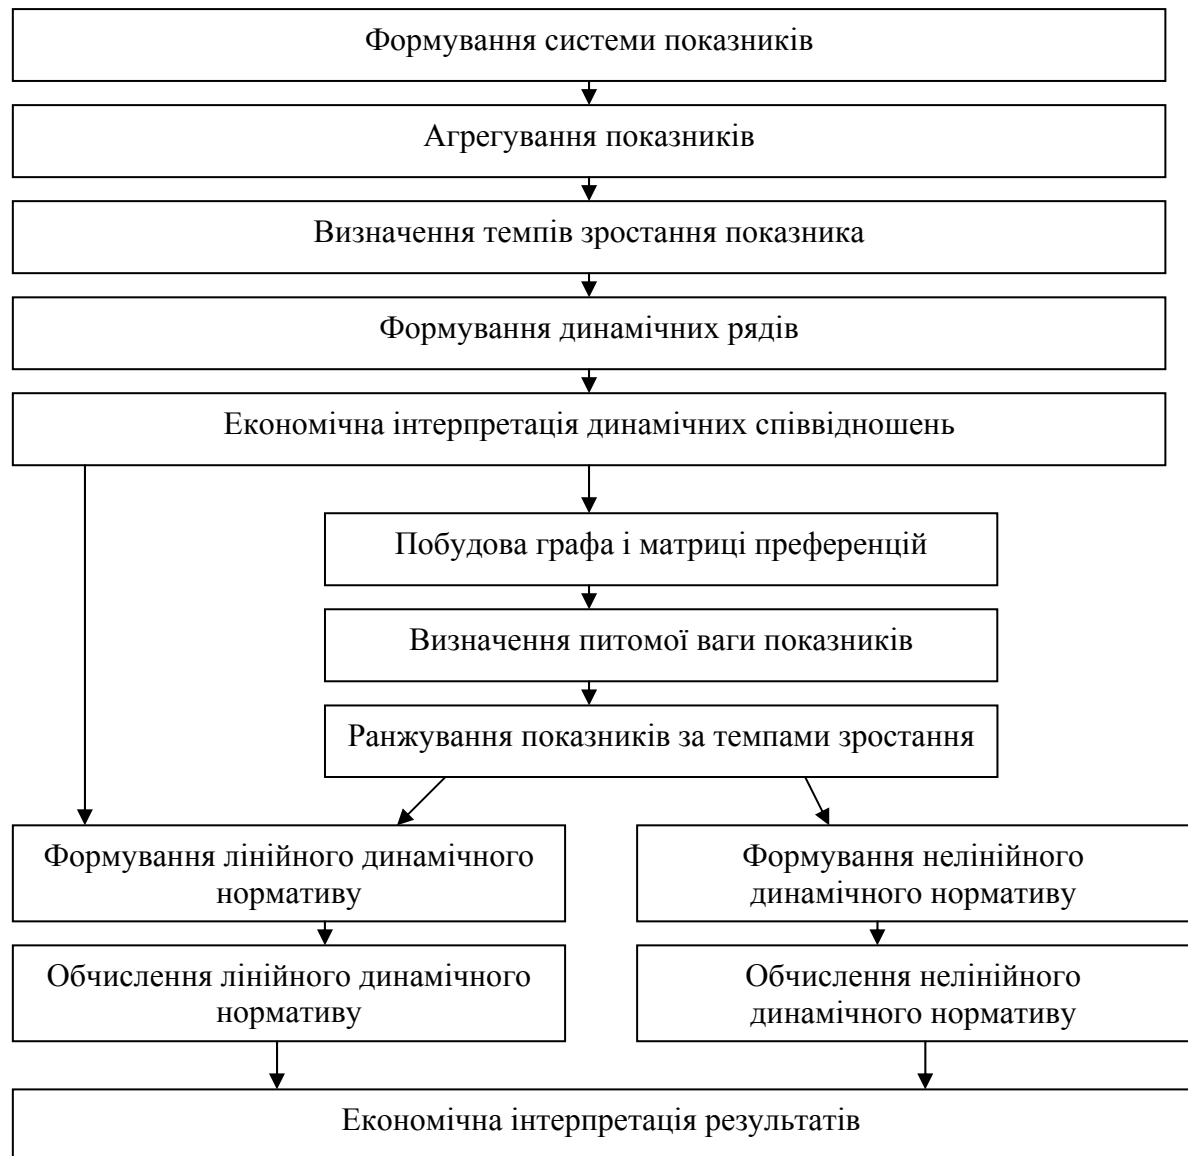 Формування системи показників
Агрегування показників
Визначення темпів зростання показника
Формування динамічних рядів
Економічна інтерпретація динамічних співвідношень
Побудова графа і матриці преференцій
Визначення питомої ваги показників
Ранжування показників за темпами зростання
Формування лінійного динамічного
нормативу
Формування нелінійного
динамічного нормативу
Обчислення лінійного динамічного
нормативу
Обчислення нелінійного
динамічного нормативу
Економічна інтерпретація результатів